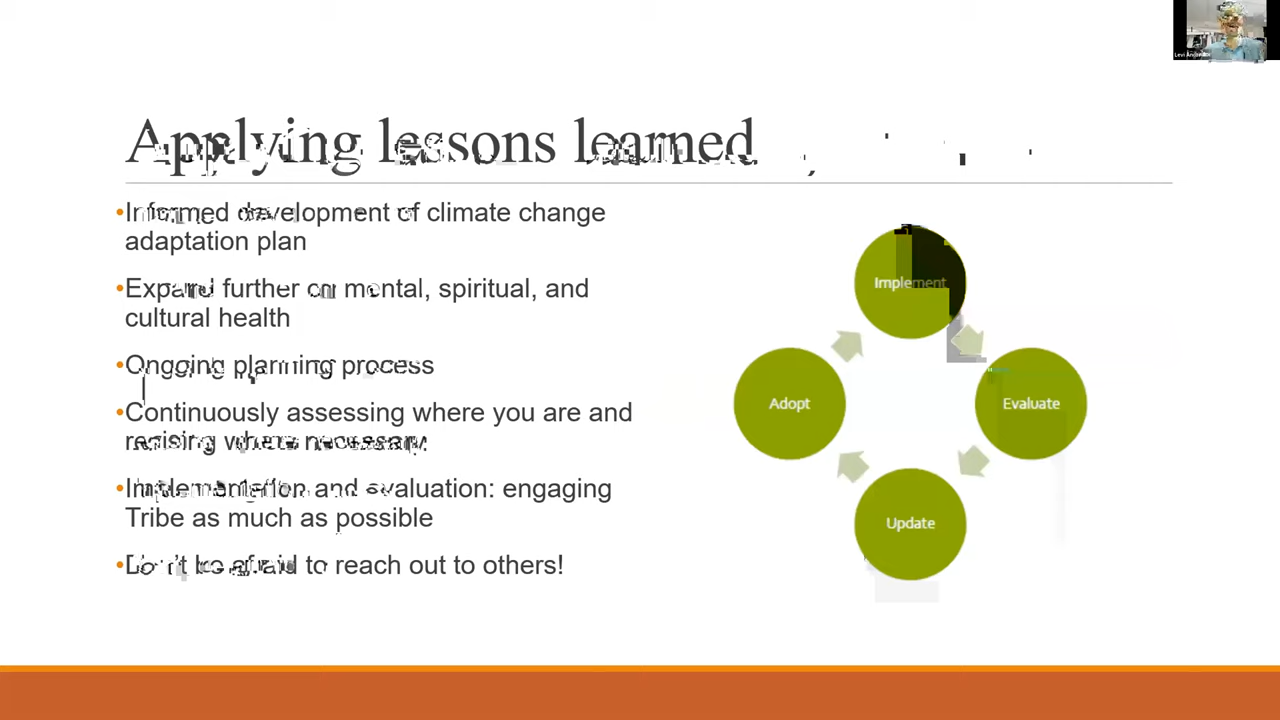 Applying lessons learned
•Informed development of climate change
adaptation plan
•Expand further on mental, spiritual, and
cultural health
•Ongoing planning process
•Continuously assessing where you are and
revising where necessary.
•Implementation and evaluation: engaging
Tribe as much as possible
•Don't be afraid to reach out to others!
Implement
Adopt
Evaluate
Update